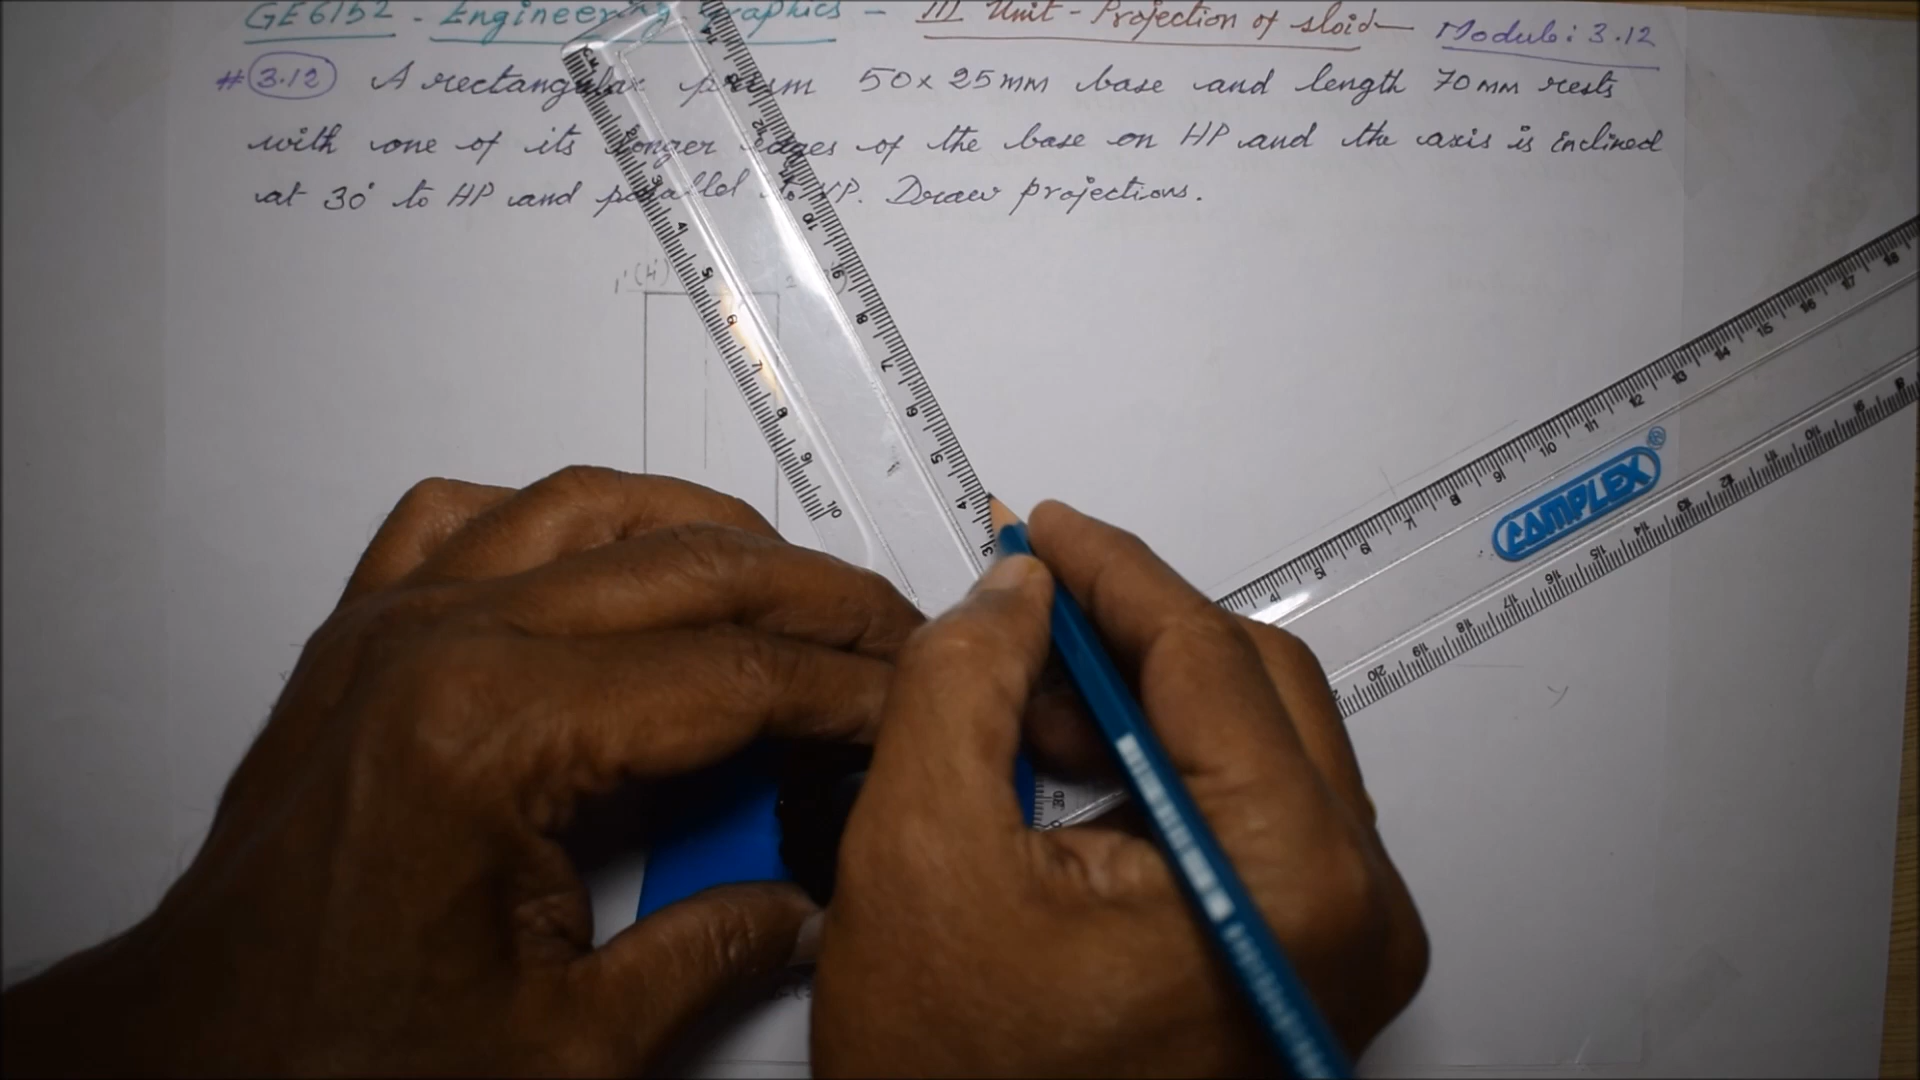 GE6152 - Engineering Graphics - III Unit - Projection of sloid Module: 3.12
# 3.12 A rectangular prism 50 x 25 mm base and length 70 mm rests
with one of its longer edges of the base on HP and the axis is inclined
at 30° to HP and parallel to VP. Draw projections.
1' (4')
COMPLEX ®
y